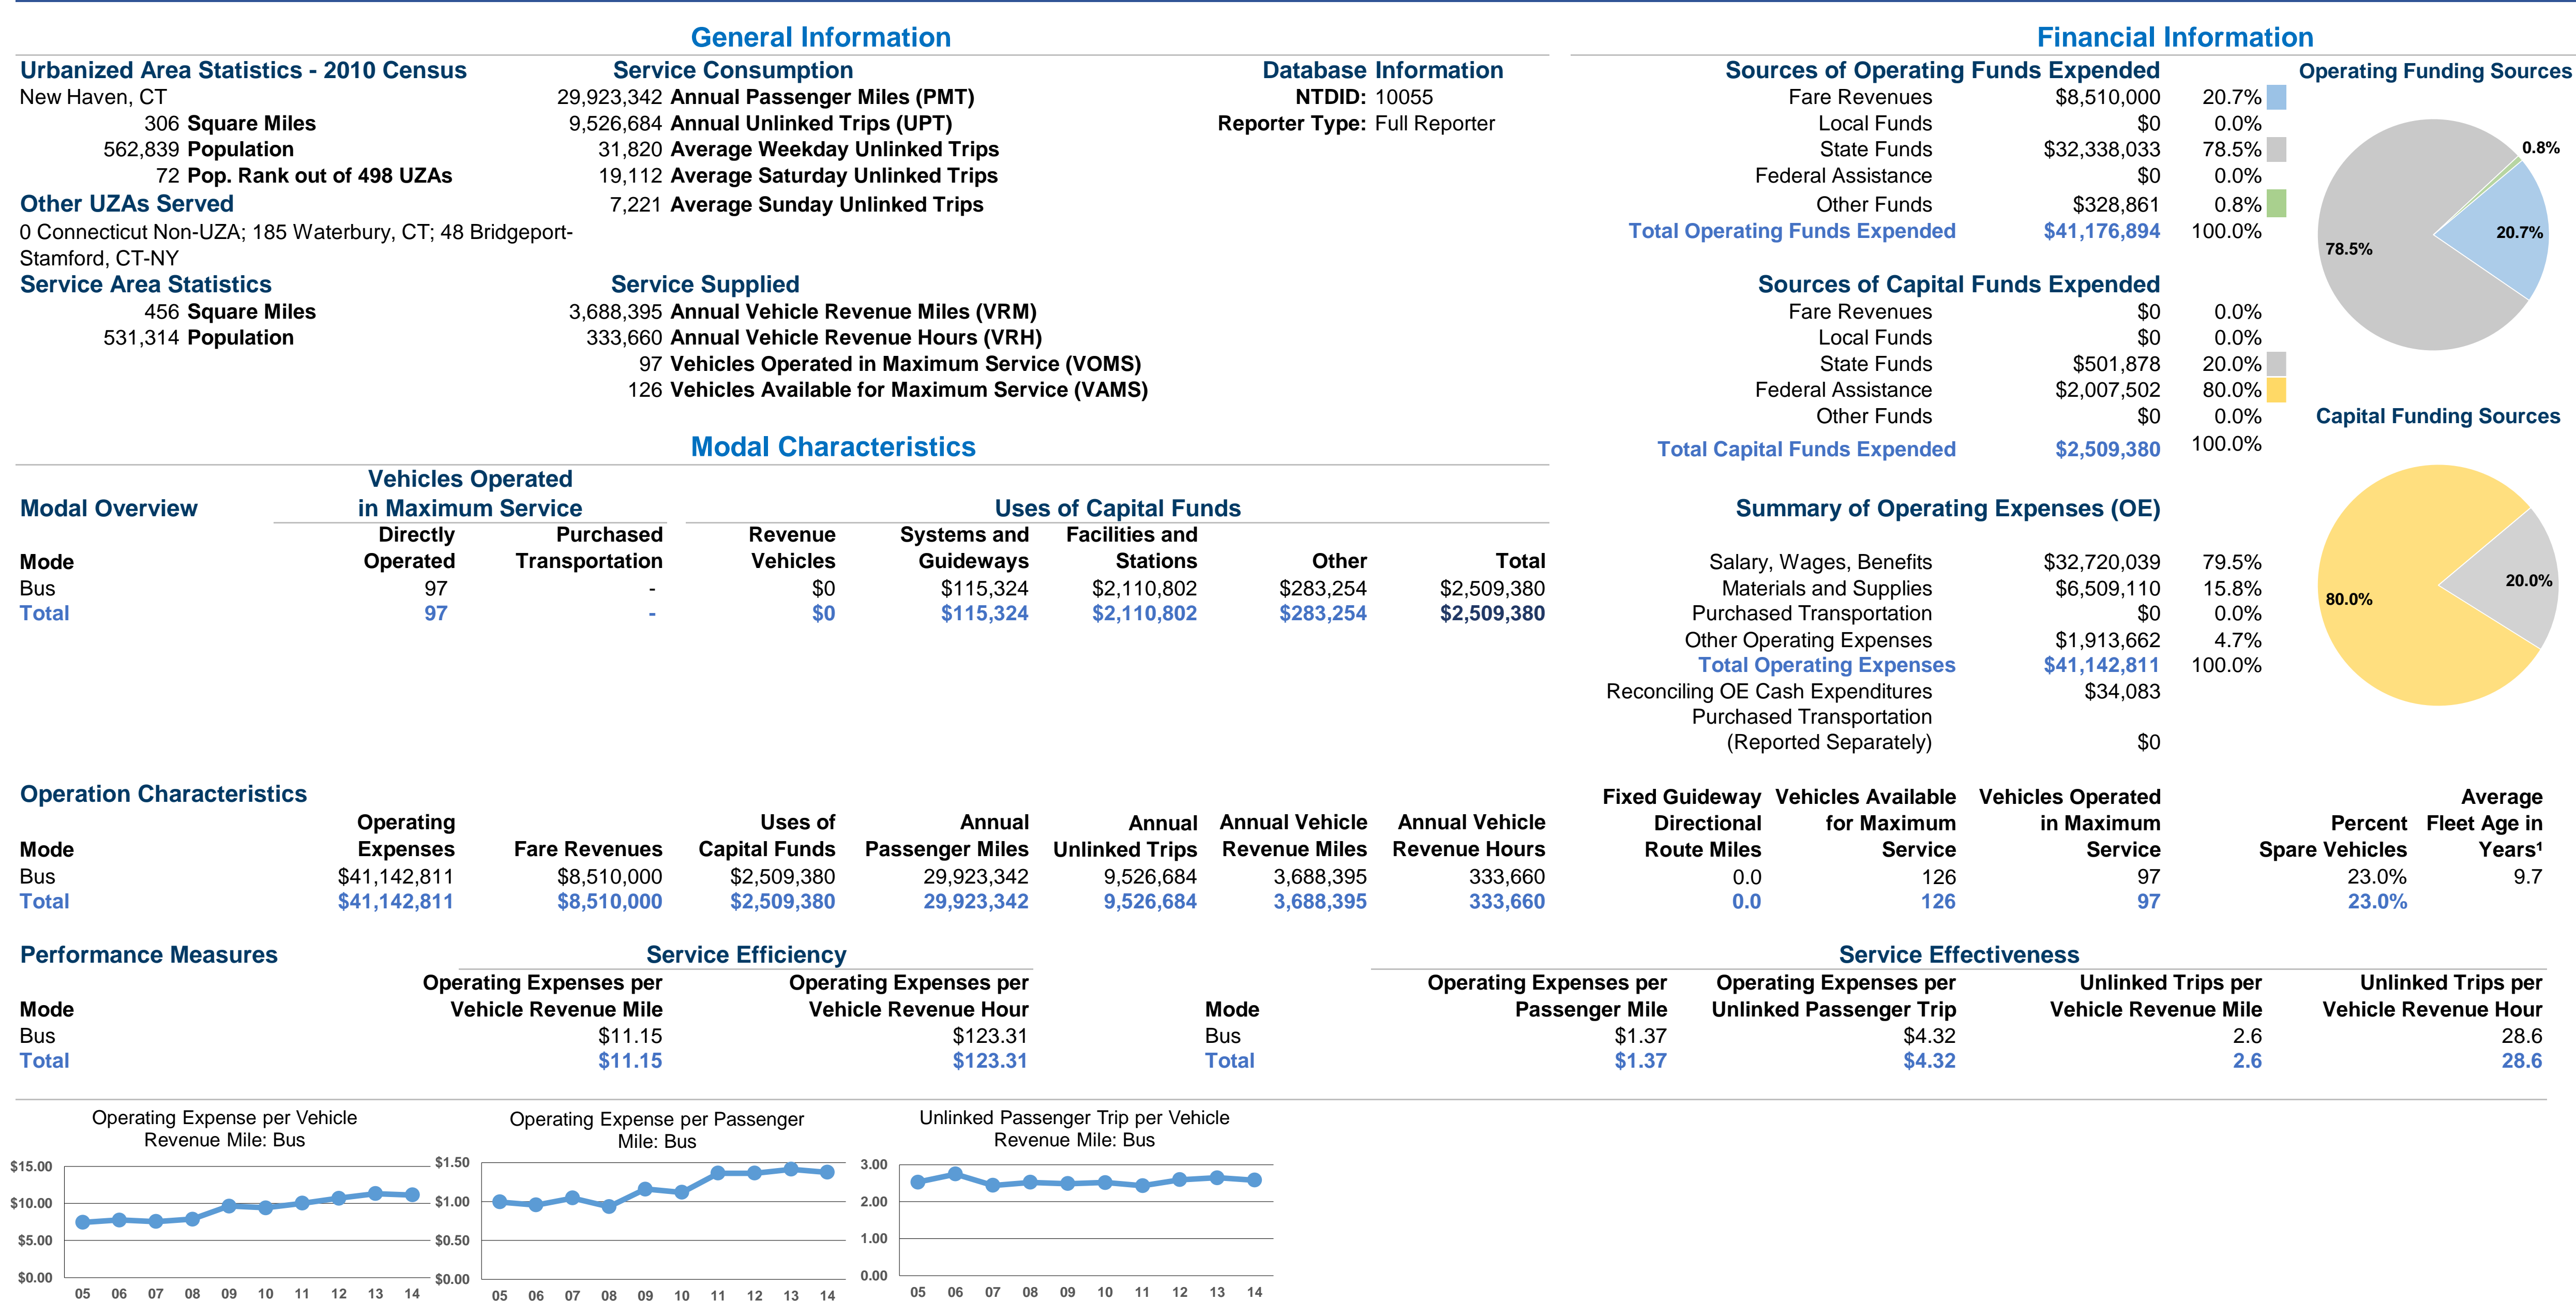 General Information
Urbanized Area Statistics - 2010 Census
New Haven, CT
306 Square Miles
562,839 Population
72 Pop. Rank out of 498 UZAs
Other UZAs Served
0 Connecticut Non-UZA; 185 Waterbury, CT; 48 Bridgeport-
Stamford, CT-NY
Service Area Statistics
456 Square Miles
531,314 Population
Service Consumption
29,923,342 Annual Passenger Miles (PMT)
9,526,684 Annual Unlinked Trips (UPT)
31,820 Average Weekday Unlinked Trips
19,112 Average Saturday Unlinked Trips
7,221 Average Sunday Unlinked Trips
Service Supplied
3,688,395 Annual Vehicle Revenue Miles (VRM)
333,660 Annual Vehicle Revenue Hours (VRH)
97 Vehicles Operated in Maximum Service (VOMS)
126 Vehicles Available for Maximum Service (VAMS)
Database Information
NTDID: 10055
Reporter Type: Full Reporter
Financial Information
Sources of Operating Funds Expended
Fare Revenues $8,510,000 20.7%
Local Funds $0 0.0%
State Funds $32,338,033 78.5%
Federal Assistance $0 0.0%
Other Funds $328,861 0.8%
Total Operating Funds Expended $41,176,894 100.0%
Sources of Capital Funds Expended
Fare Revenues $0 0.0%
Local Funds $0 0.0%
State Funds $501,878 20.0%
Federal Assistance $2,007,502 80.0%
Other Funds $0 0.0%
Total Capital Funds Expended $2,509,380 100.0%
Operating Funding Sources
0.8%
20.7%
78.5%
Capital Funding Sources
20.0%
80.0%
Summary of Operating Expenses (OE)
Salary, Wages, Benefits $32,720,039 79.5%
Materials and Supplies $6,509,110 15.8%
Purchased Transportation $0 0.0%
Other Operating Expenses $1,913,662 4.7%
Total Operating Expenses $41,142,811 100.0%
Reconciling OE Cash Expenditures $34,083
Purchased Transportation
(Reported Separately) $0
Modal Characteristics
Vehicles Operated
Modal Overview in Maximum Service Uses of Capital Funds
Directly Purchased Revenue Systems and Facilities and
Mode Operated Transportation Vehicles Guideways Stations Other Total
Bus 97 - $0 $115,324 $2,110,802 $283,254 $2,509,380
Total 97 - $0 $115,324 $2,110,802 $283,254 $2,509,380
Operation Characteristics
Fixed Guideway Vehicles Available Vehicles Operated Average
Operating Uses of Annual Annual Annual Vehicle Annual Vehicle Directional for Maximum in Maximum Percent Fleet Age in
Mode Expenses Fare Revenues Capital Funds Passenger Miles Unlinked Trips Revenue Miles Revenue Hours Route Miles Service Service Spare Vehicles Years¹
Bus $41,142,811 $8,510,000 $2,509,380 29,923,342 9,526,684 3,688,395 333,660 0.0 126 97 23.0% 9.7
Total $41,142,811 $8,510,000 $2,509,380 29,923,342 9,526,684 3,688,395 333,660 0.0 126 97 23.0%
Performance Measures Service Efficiency Service Effectiveness
Operating Expenses per Operating Expenses per Operating Expenses per Operating Expenses per Unlinked Trips per Unlinked Trips per
Mode Vehicle Revenue Mile Vehicle Revenue Hour Mode Passenger Mile Unlinked Passenger Trip Vehicle Revenue Mile Vehicle Revenue Hour
Bus $11.15 $123.31 Bus $1.37 $4.32 2.6 28.6
Total $11.15 $123.31 Total $1.37 $4.32 2.6 28.6
Operating Expense per Vehicle
Revenue Mile: Bus
$15.00
$10.00
$5.00
$0.00
05 06 07 08 09 10 11 12 13 14
Operating Expense per Passenger
Mile: Bus
$1.50
$1.00
$0.50
$0.00
05 06 07 08 09 10 11 12 13 14
Unlinked Passenger Trip per Vehicle
Revenue Mile: Bus
3.00
2.00
1.00
0.00
05 06 07 08 09 10 11 12 13 14